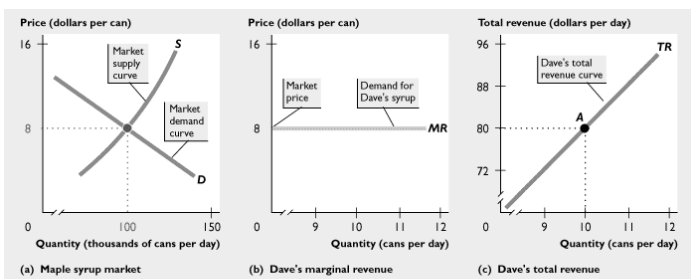 Price (dollars per can)
16
8
0
Market
supply
curve
S
Market
demand
curve
D
100
150
Quantity (thousands of cans per day)
(a) Maple syrup market
Price (dollars per can)
16
8
0
Market
price
Demand for
Dave's syrup
MR
9
10
11
12
Quantity (cans per day)
(b) Dave's marginal revenue
Total revenue (dollars per day)
96
88
80
72
0
TR
Dave's total
revenue curve
A
9
10
11
12
Quantity (cans per day)
(c) Dave's total revenue